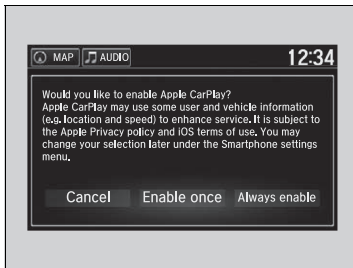 MAP AUDIO 12:34
Would you like to enable Apple CarPlay?
Apple CarPlay may use some user and vehicle information
(e.g. location and speed) to enhance service. It is subject to
the Apple Privacy policy and iOS terms of use. You may
change your selection later under the Smartphone settings
menu.
Cancel Enable once Always enable